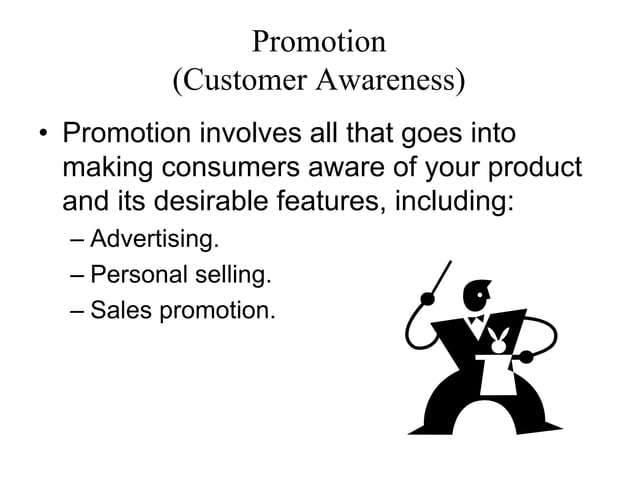 Promotion
(Customer Awareness)
• Promotion involves all that goes into
making consumers aware of your product
and its desirable features, including:
– Advertising.
– Personal selling.
– Sales promotion.